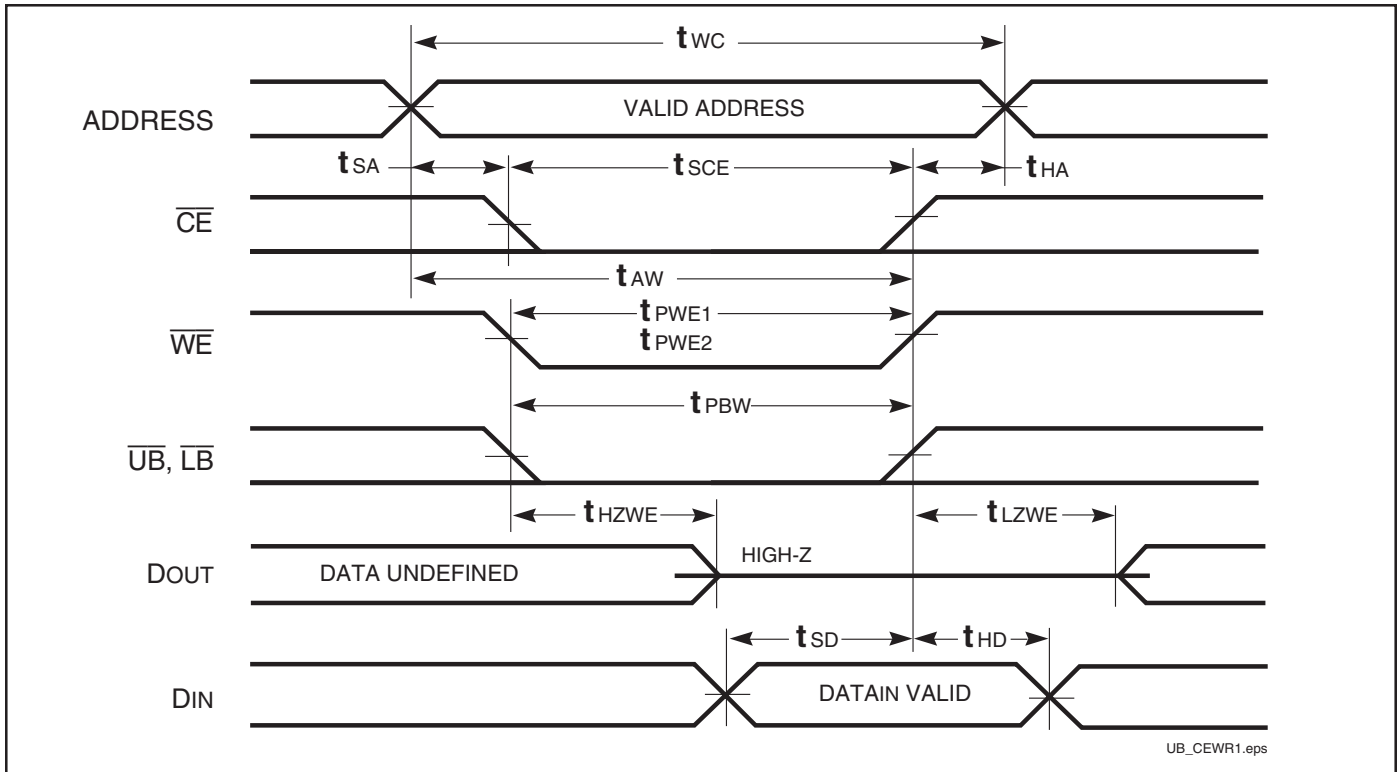 tWC
ADDRESS
VALID ADDRESS
tSA
tSCE
tHA
CE
tAW
WE
tPWE1
tPWE2
tPBW
UB, LB
tHZWE
tLZWE
DOUT
DATA UNDEFINED
HIGH-Z
tSD
tHD
DIN
DATAIN VALID
UB_CEWR1.eps